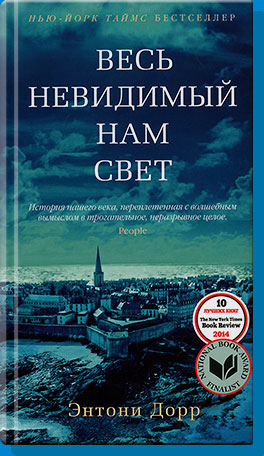 НЬЮ-ЙОРК ТАЙМС БЕСТСЕЛЛЕР
ВЕСЬ
НЕВИДИМЫЙ
НАМ
СВЕТ
История нашего века, переплетенная с волшебным
вымыслом в трогательное, неразрывное целое.
People
10
ЛУЧШИХ КНИГ
The New York Times
Book Review
2014
NATIONAL BOOK AWARD
FINALIST
Энтони Дорр